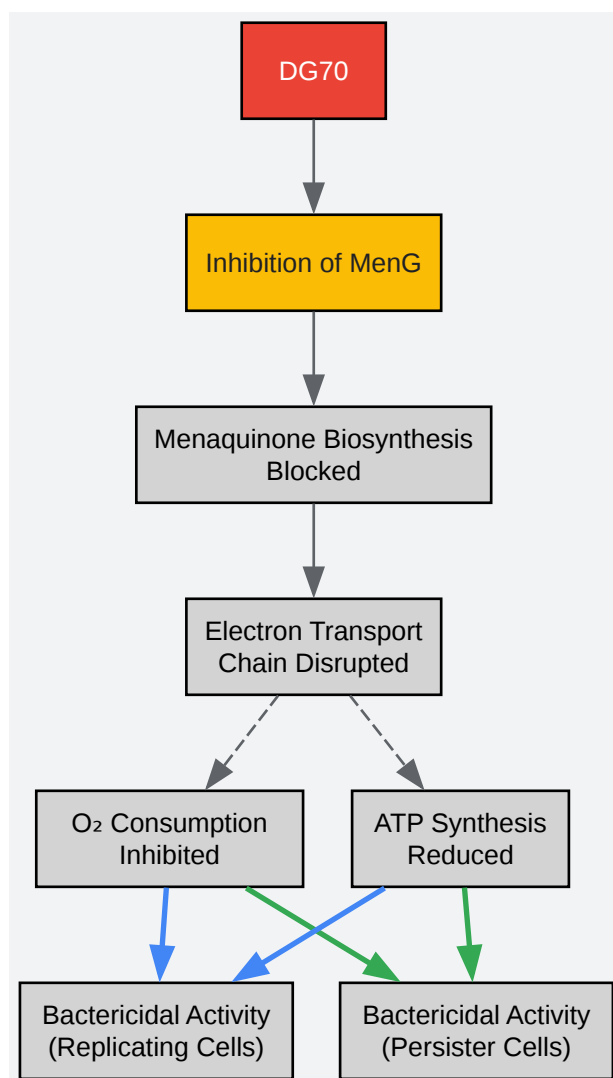 DG70
Inhibition of MenG
Menaquinone Biosynthesis
Blocked
Electron Transport
Chain Disrupted
O₂ Consumption
Inhibited
ATP Synthesis
Reduced
Bactericidal Activity
(Replicating Cells)
Bactericidal Activity
(Persister Cells)